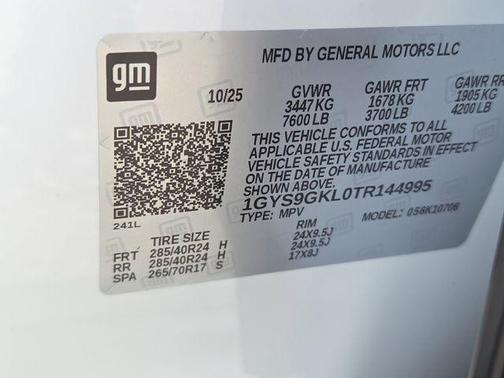 gm
MFD BY GENERAL MOTORS LLC
10/25 GVWR GAWR FRT GAWR RR
3447 KG 1678 KG 1905 KG
7600 LB 3700 LB 4200 LB
THIS VEHICLE CONFORMS TO ALL
APPLICABLE U.S. FEDERAL MOTOR
VEHICLE SAFETY STANDARDS IN EFFECT
ON THE DATE OF MANUFACTURE
SHOWN ABOVE.
1GYS9GKL0TR144995
TYPE: MPV MODEL: 0S6K10706
241L
TIRE SIZE RIM
FRT 285/40R24 H 24X9.5J
RR 285/40R24 H 24X9.5J
SPA 265/70R17 S 17X8J